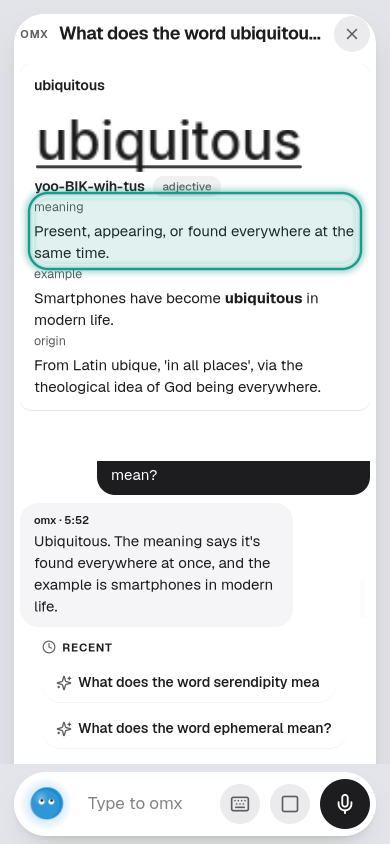 OMX What does the word ubiquitou...
ubiquitous
ubiquitous
yoo-BIK-wih-tus adjective
meaning
Present, appearing, or found everywhere at the
same time.
example
Smartphones have become ubiquitous in
modern life.
origin
From Latin ubique, 'in all places', via the
theological idea of God being everywhere.
mean?
omx · 5:52
Ubiquitous. The meaning says it's
found everywhere at once, and the
example is smartphones in modern
life.
RECENT
What does the word serendipity mea
What does the word ephemeral mean?
Type to omx